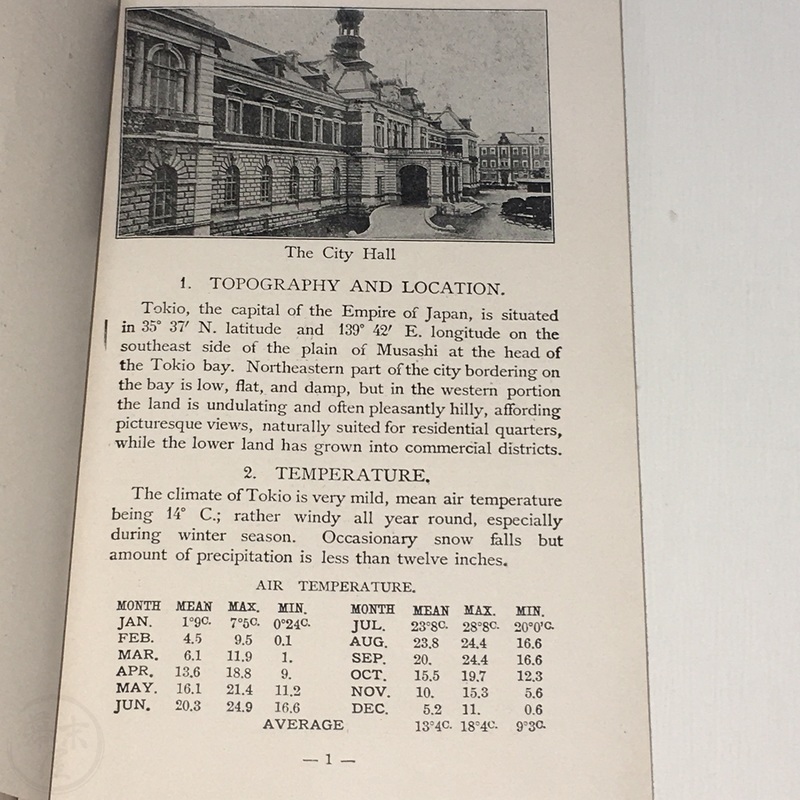 The City Hall
1. TOPOGRAPHY AND LOCATION.
Tokio, the capital of the Empire of Japan, is situated
in 35° 37′ N. latitude and 139° 42′ E. longitude on the
southeast side of the plain of Musashi at the head of
the Tokio bay. Northeastern part of the city bordering on
the bay is low, flat, and damp, but in the western portion
the land is undulating and often pleasantly hilly, affording
picturesque views, naturally suited for residential quarters,
while the lower land has grown into commercial districts.
2. TEMPERATURE.
The climate of Tokio is very mild, mean air temperature
being 14° C.; rather windy all year round, especially
during winter season. Occasionary snow falls but
amount of precipitation is less than twelve inches.
AIR TEMPERATURE.
MONTH MEAN MAX. MIN. MONTH MEAN MAX. MIN.
JAN. 1°9C. 7°5C. 0°24C. JUL. 23°8C. 28°8C. 20°0′C.
FEB. 4.5 9.5 0.1 AUG. 23.8 24.4 16.6
MAR. 6.1 11.9 1. SEP. 20. 24.4 16.6
APR. 13.6 18.8 9. OCT. 15.5 19.7 12.3
MAY. 16.1 21.4 11.2 NOV. 10. 15.3 5.6
JUN. 20.3 24.9 16.6 DEC. 5.2 11. 0.6
AVERAGE 13°4C. 18°4C. 9°3C.
— 1 —